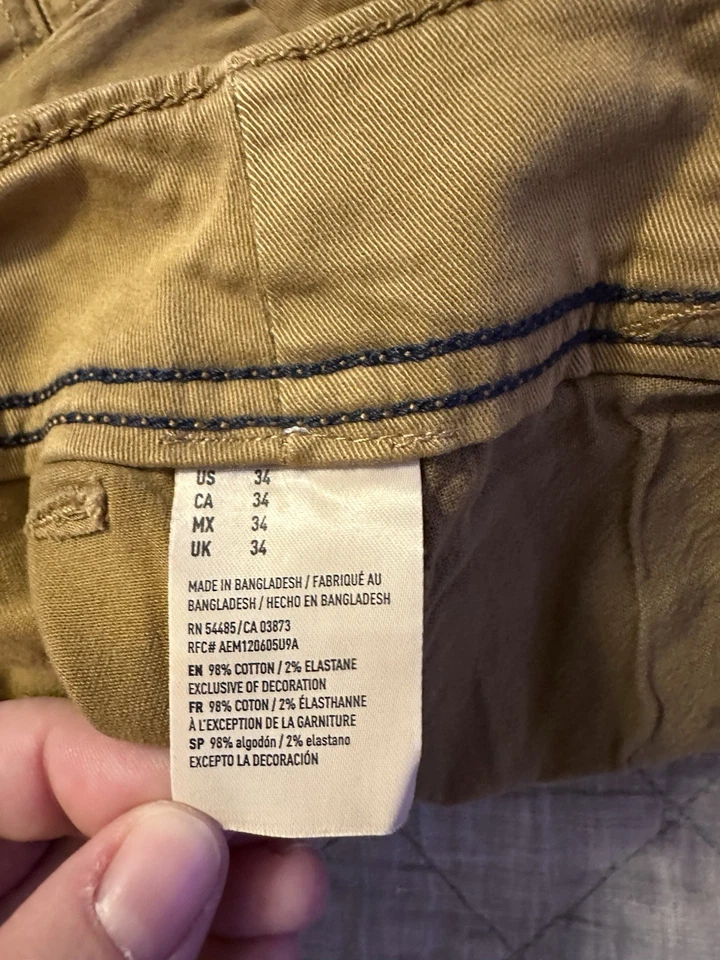 US 34
CA 34
MX 34
UK 34
MADE IN BANGLADESH / FABRIQUÉ AU
BANGLADESH / HECHO EN BANGLADESH
RN 54485/CA 03873
RFC# AEM120605U9A
EN 98% COTTON / 2% ELASTANE
EXCLUSIVE OF DECORATION
FR 98% COTON / 2% ÉLASTHANNE
À L'EXCEPTION DE LA GARNITURE
SP 98% algodón / 2% elastano
EXCEPTO LA DECORACIÓN